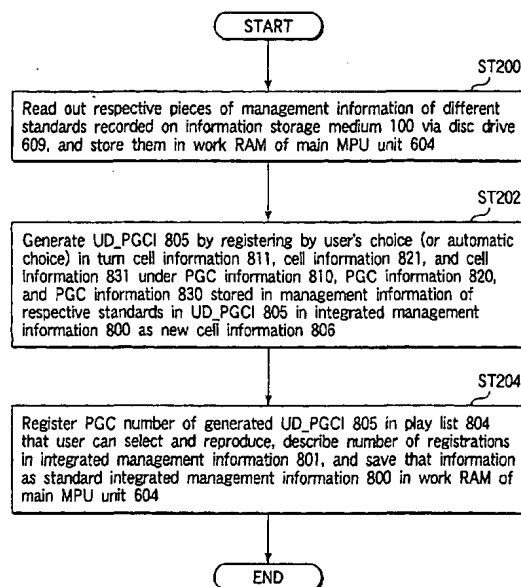 START
ST200
Read out respective pieces of management information of different
standards recorded on information storage medium 100 via disc drive
609, and store them in work RAM of main MPU unit 604
ST202
Generate UD_PGCI 805 by registering by user's choice (or automatic
choice) in turn cell information 811, cell information 821, and cell
information 831 under PGC information 810, PGC information 820,
and PGC information 830 stored in management information of
respective standards in UD_PGCI 805 in integrated management
information 800 as new cell information 806
ST204
Register PGC number of generated UD_PGCI 805 in play list 804
that user can select and reproduce, describe number of registrations
in integrated management information 801, and save that information
as standard integrated management information 800 in work RAM of
main MPU unit 604
END